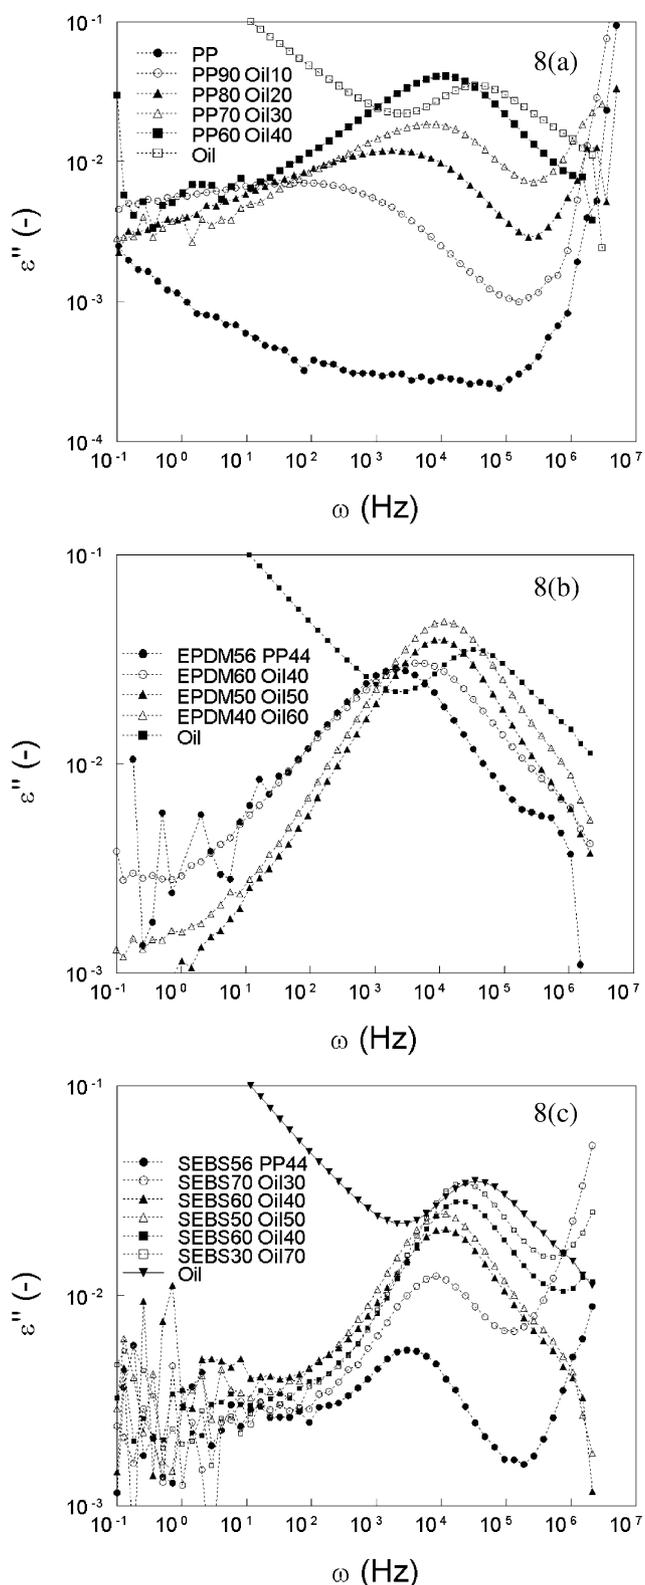 8(a)
PP
PP90 Oil10
PP80 Oil20
PP70 Oil30
PP60 Oil40
Oil
ε" (-)
10⁻¹
10⁻²
10⁻³
10⁻⁴
10⁻¹ 10⁰ 10¹ 10² 10³ 10⁴ 10⁵ 10⁶ 10⁷
ω (Hz)
8(b)
EPDM56 PP44
EPDM60 Oil40
EPDM50 Oil50
EPDM40 Oil60
Oil
ε" (-)
10⁻¹
10⁻²
10⁻³
10⁻¹ 10⁰ 10¹ 10² 10³ 10⁴ 10⁵ 10⁶ 10⁷
ω (Hz)
8(c)
SEBS56 PP44
SEBS70 Oil30
SEBS60 Oil40
SEBS50 Oil50
SEBS60 Oil40
SEBS30 Oil70
Oil
ε" (-)
10⁻¹
10⁻²
10⁻³
10⁻¹ 10⁰ 10¹ 10² 10³ 10⁴ 10⁵ 10⁶ 10⁷
ω (Hz)